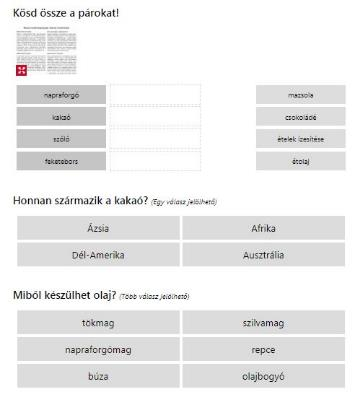 Kösd össze a párokat!
napraforgó mazsola
kakaó csokoládé
szőlő ételek ízesítése
feketebors étolaj
Honnan származik a kakaó? (Egy válasz jelölhető)
Ázsia Afrika
Dél-Amerika Ausztrália
Miből készülhet olaj? (Több válasz jelölhető)
tökmag szilvamag
napraforgómag repce
búza olajbogyó